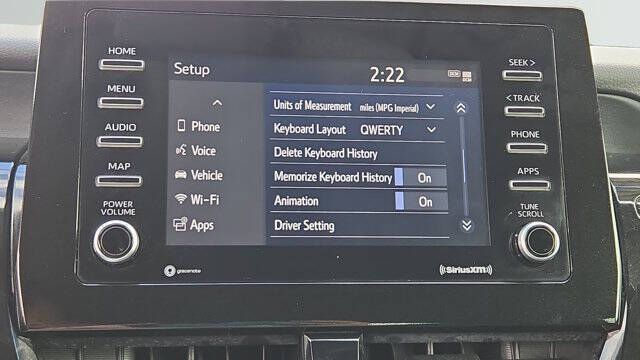 HOME
MENU
AUDIO
MAP
POWER
VOLUME
Setup
2:22
DCM
Phone
Voice
Vehicle
Wi-Fi
Apps
Units of Measurement miles (MPG Imperial)
Keyboard Layout QWERTY
Delete Keyboard History
Memorize Keyboard History On
Animation On
Driver Setting
SEEK >
< TRACK
PHONE
APPS
TUNE
SCROLL
gracenote
((SiriusXM))